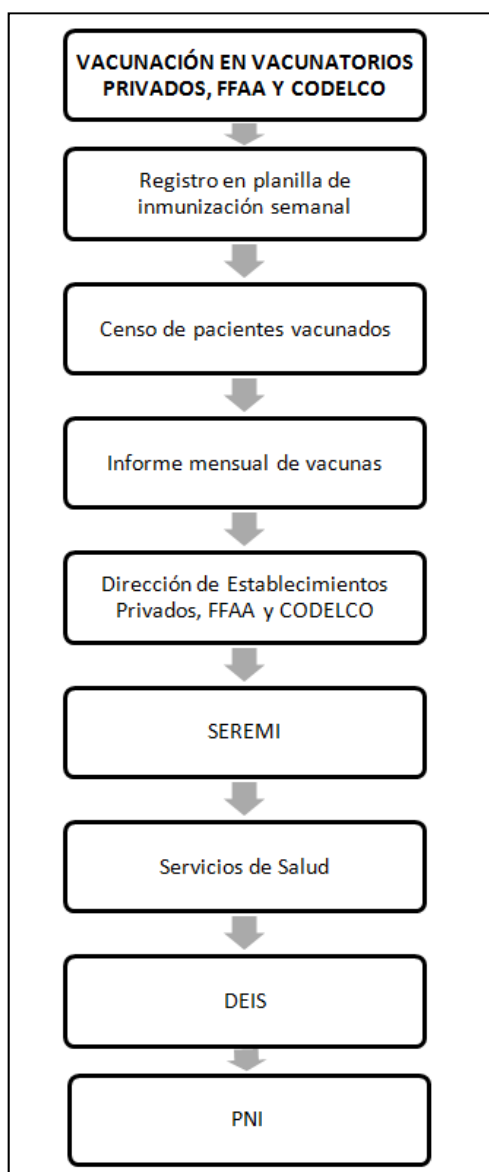 VACUNACIÓN EN VACUNATORIOS
PRIVADOS, FFAA Y CODELCO
Registro en planilla de
inmunización semanal
Censo de pacientes vacunados
Informe mensual de vacunas
Dirección de Establecimientos
Privados, FFAA y CODELCO
SEREMI
Servicios de Salud
DEIS
PNI